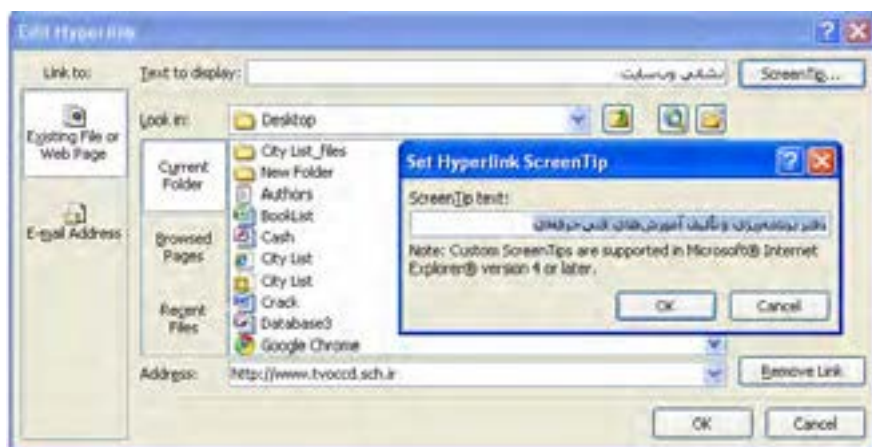 Edit Hyperlink
Link to:
Text to display:
نشانی وب‌سایت
ScreenTip...
Existing File or
Web Page
E-mail Address
Look in:
Desktop
Current
Folder
Browsed
Pages
Recent
Files
City List_files
New Folder
Authors
BookList
Cash
City List
City List
Crack
Database3
Google Chrome
Set Hyperlink ScreenTip
ScreenTip text:
دفتر برنامه‌ریزی و تألیف آموزش‌های فنی‌حرفه‌ای
Note: Custom ScreenTips are supported in Microsoft® Internet
Explorer® version 4 or later.
OK
Cancel
Address:
http://www.tvoccd.sch.ir
Remove Link
OK
Cancel